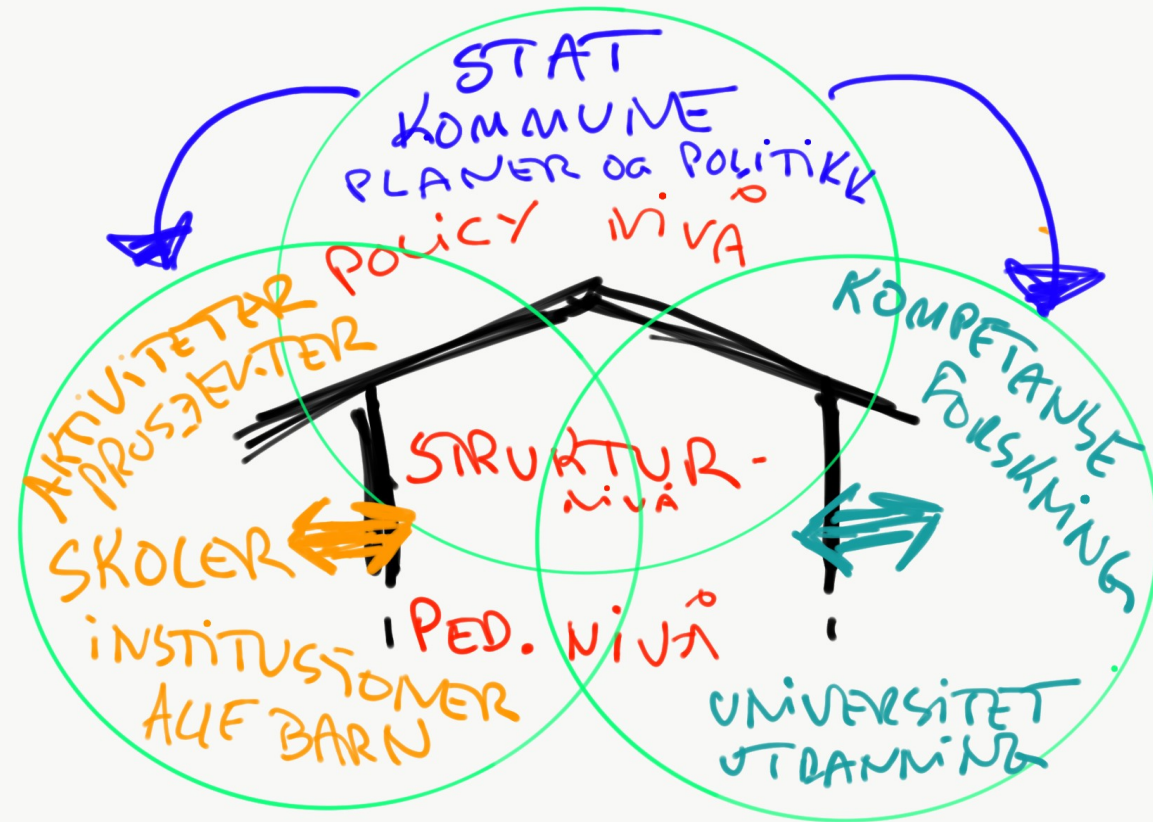 STAT
KOMMUNE
PLANER OG POLITIKK
POLICY NIVÅ
AKTIVITETER
PROSJEKTER
KOMPETANSE
FORSKNING
STRUKTUR-
NIVÅ
SKOLER
INSTITUSJONER
ALLE BARN
PED. NIVÅ
UNIVERSITET
UTDANNING